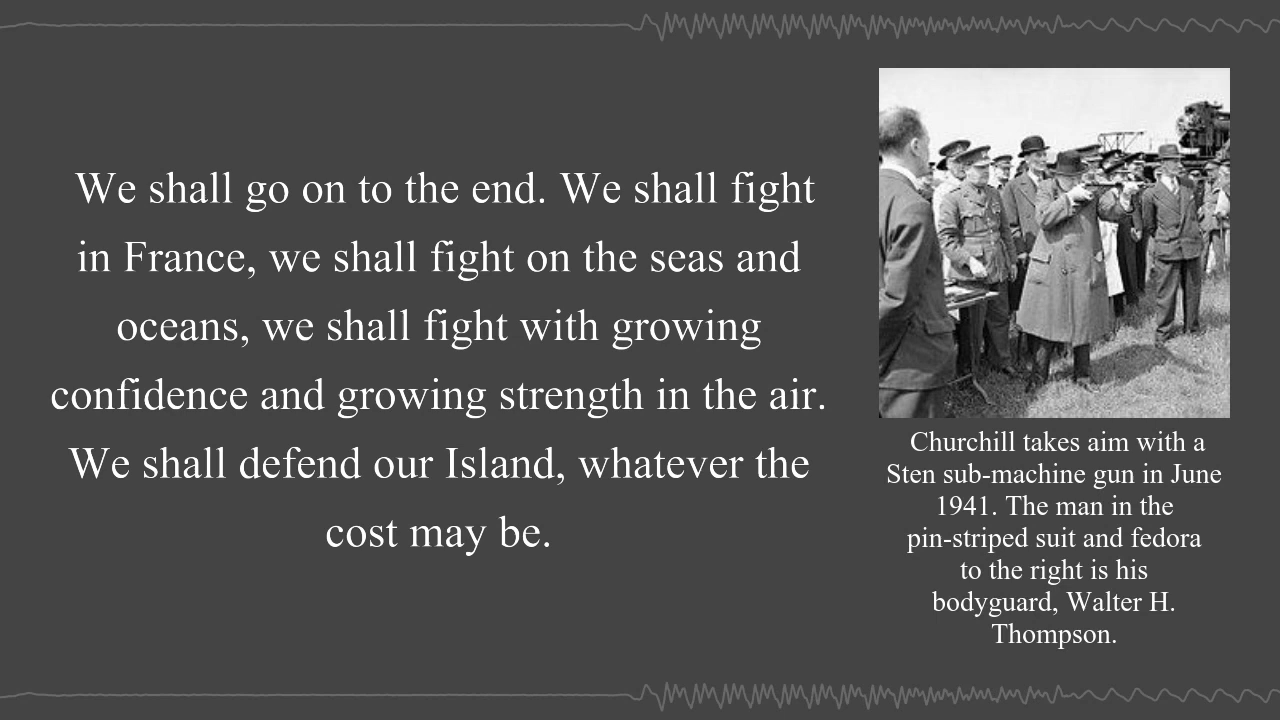 We shall go on to the end. We shall fight
in France, we shall fight on the seas and
oceans, we shall fight with growing
confidence and growing strength in the air.
We shall defend our Island, whatever the
cost may be.
Churchill takes aim with a
Sten sub-machine gun in June
1941. The man in the
pin-striped suit and fedora
to the right is his
bodyguard, Walter H.
Thompson.